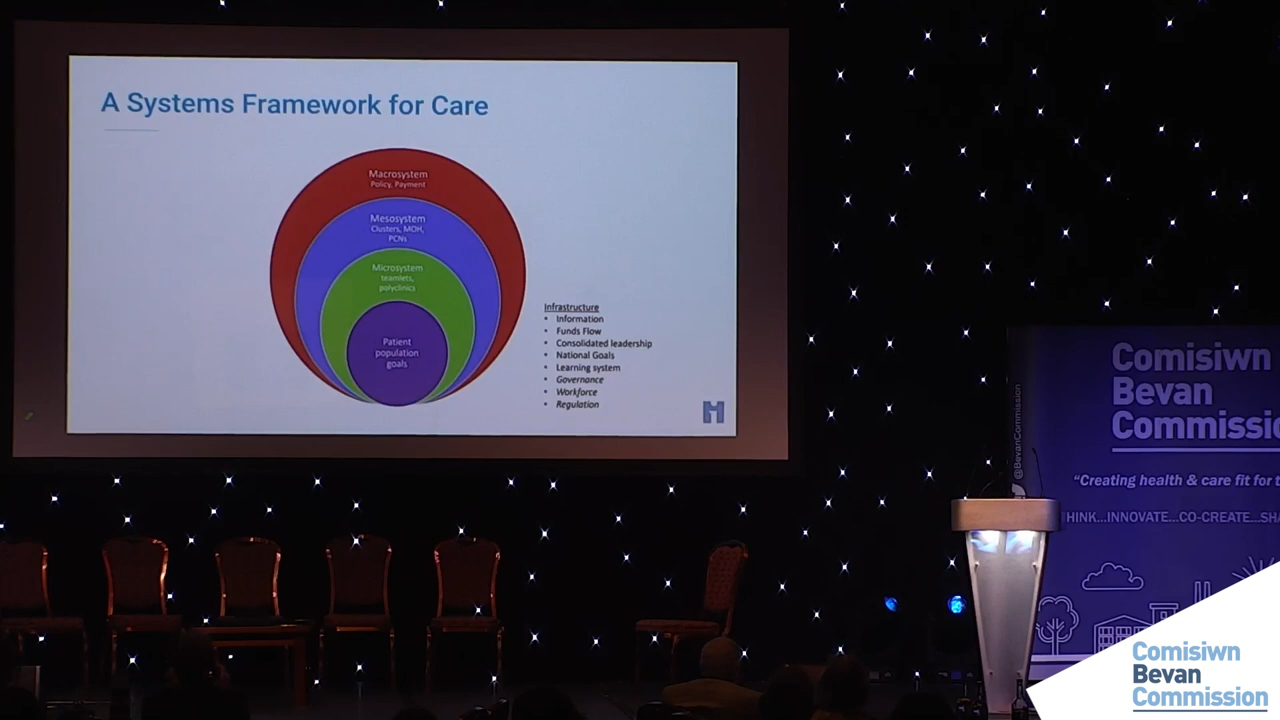 A Systems Framework for Care
Macrosystem
Policy, Payment
Mesosystem
Clusters, MOH,
PCNs
Microsystem
teamlets,
polyclinics
Patient
population
goals
Infrastructure
• Information
• Funds Flow
• Consolidated leadership
• National Goals
• Learning system
• Governance
• Workforce
• Regulation
H
@BevanCommission
Comisiwn
Bevan
Commissio
"Creating health & care fit for t
HINK...INNOVATE...CO-CREATE...SH
Comisiwn
Bevan
Commission